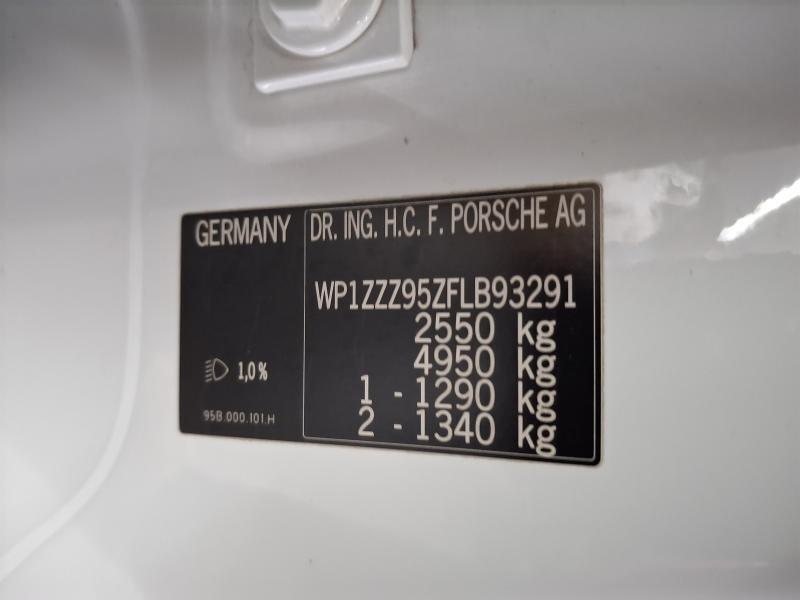 GERMANY
DR. ING. H.C. F. PORSCHE AG
WP1ZZZ95ZFLB93291
2550 kg
4950 kg
1 - 1290 kg
2 - 1340 kg
1,0%
95B.000.101.H